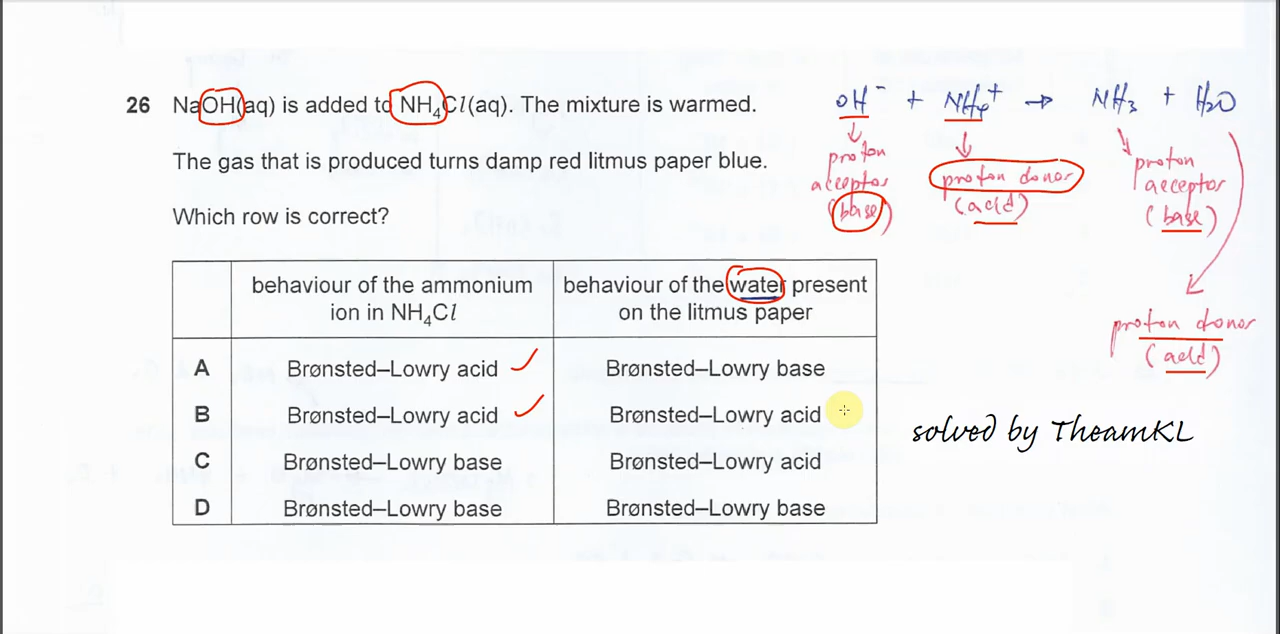 26 NaOH(aq) is added to NH₄Cl(aq). The mixture is warmed.
The gas that is produced turns damp red litmus paper blue.
Which row is correct?
behaviour of the ammonium ion in NH₄Cl
behaviour of the water present on the litmus paper
A Brønsted–Lowry acid ✓ Brønsted–Lowry base
B Brønsted–Lowry acid ✓ Brønsted–Lowry acid
C Brønsted–Lowry base Brønsted–Lowry acid
D Brønsted–Lowry base Brønsted–Lowry base
OH⁻ + NH₄⁺ → NH₃ + H₂O
proton
acceptor
(base)
proton donor
(acid)
proton
acceptor
(base)
proton donor
(acid)
solved by TheamKL